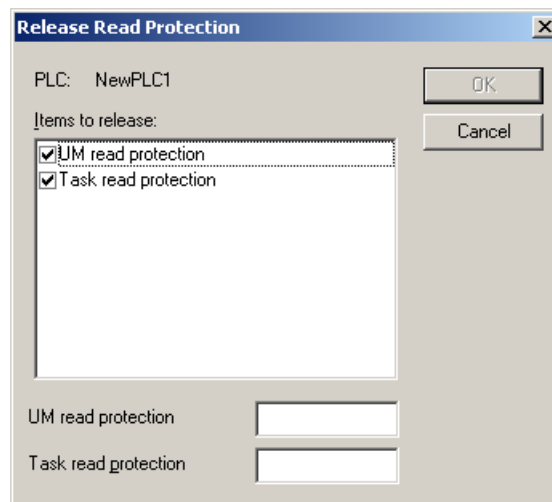 Release Read Protection
PLC: NewPLC1
OK
Items to release:
Cancel
UM read protection
Task read protection
UM read protection
Task read protection